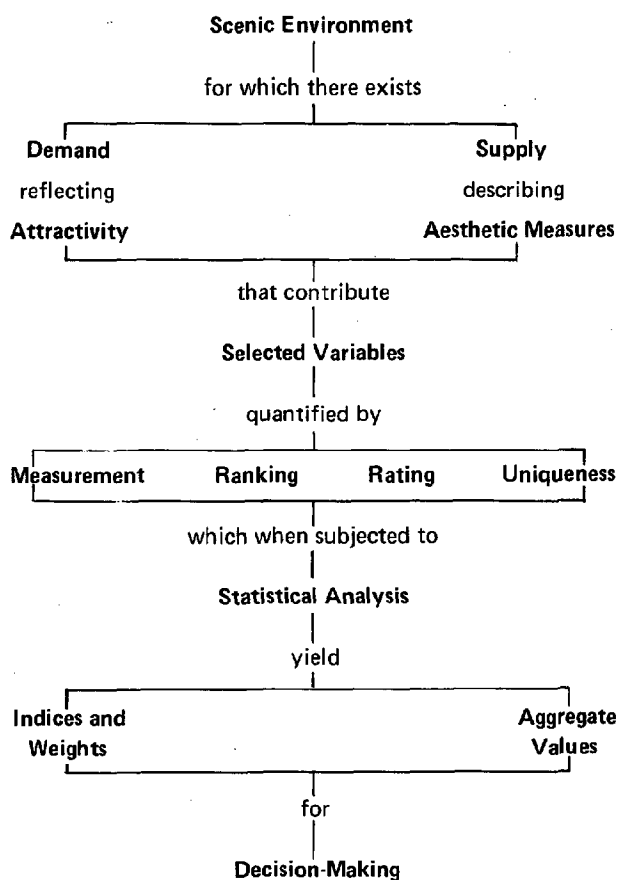 Scenic Environment
for which there exists
Demand Supply
reflecting describing
Attractivity Aesthetic Measures
that contribute
Selected Variables
quantified by
Measurement Ranking Rating Uniqueness
which when subjected to
Statistical Analysis
yield
Indices and Aggregate
Weights Values
for
Decision-Making